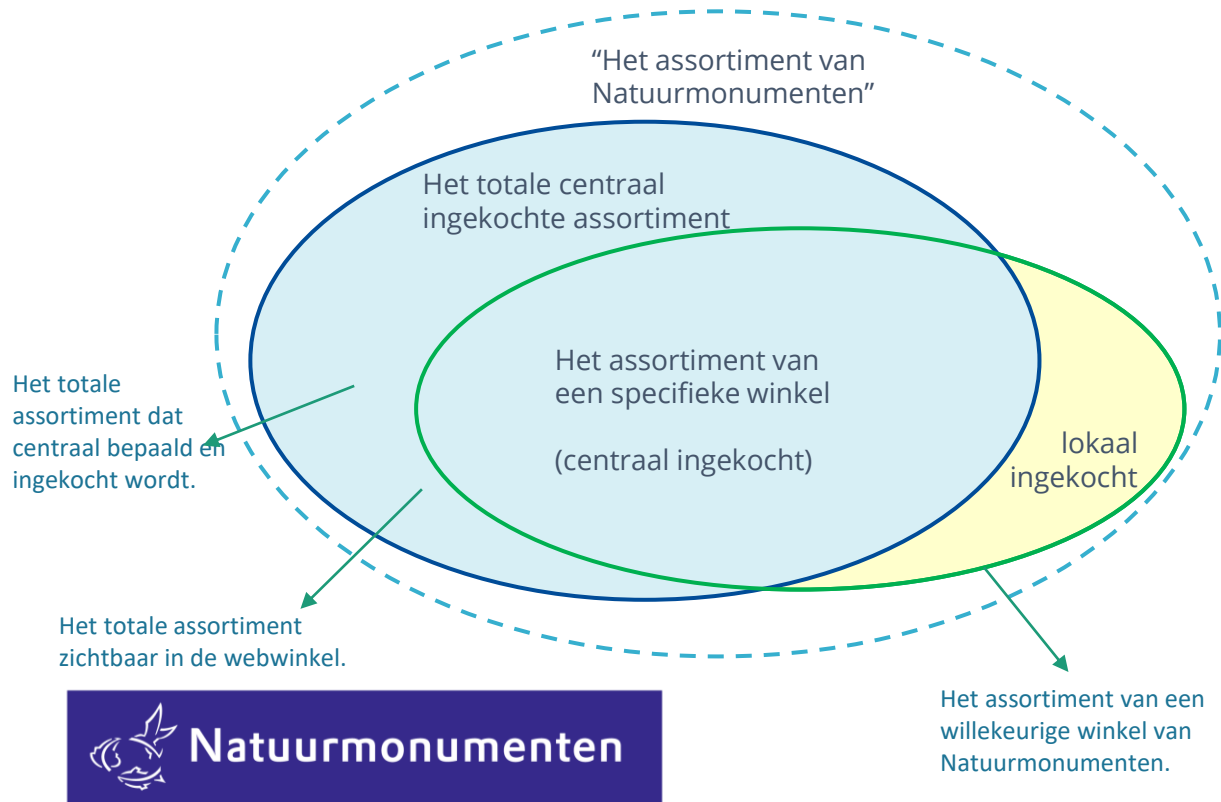 “Het assortiment van
Natuurmonumenten”
Het totale centraal
ingekochte assortiment
Het assortiment van
een specifieke winkel
(centraal ingekocht)
lokaal
ingekocht
Het totale
assortiment dat
centraal bepaald en
ingekocht wordt.
Het totale assortiment
zichtbaar in de webwinkel.
Het assortiment van een
willekeurige winkel van
Natuurmonumenten.
Natuurmonumenten